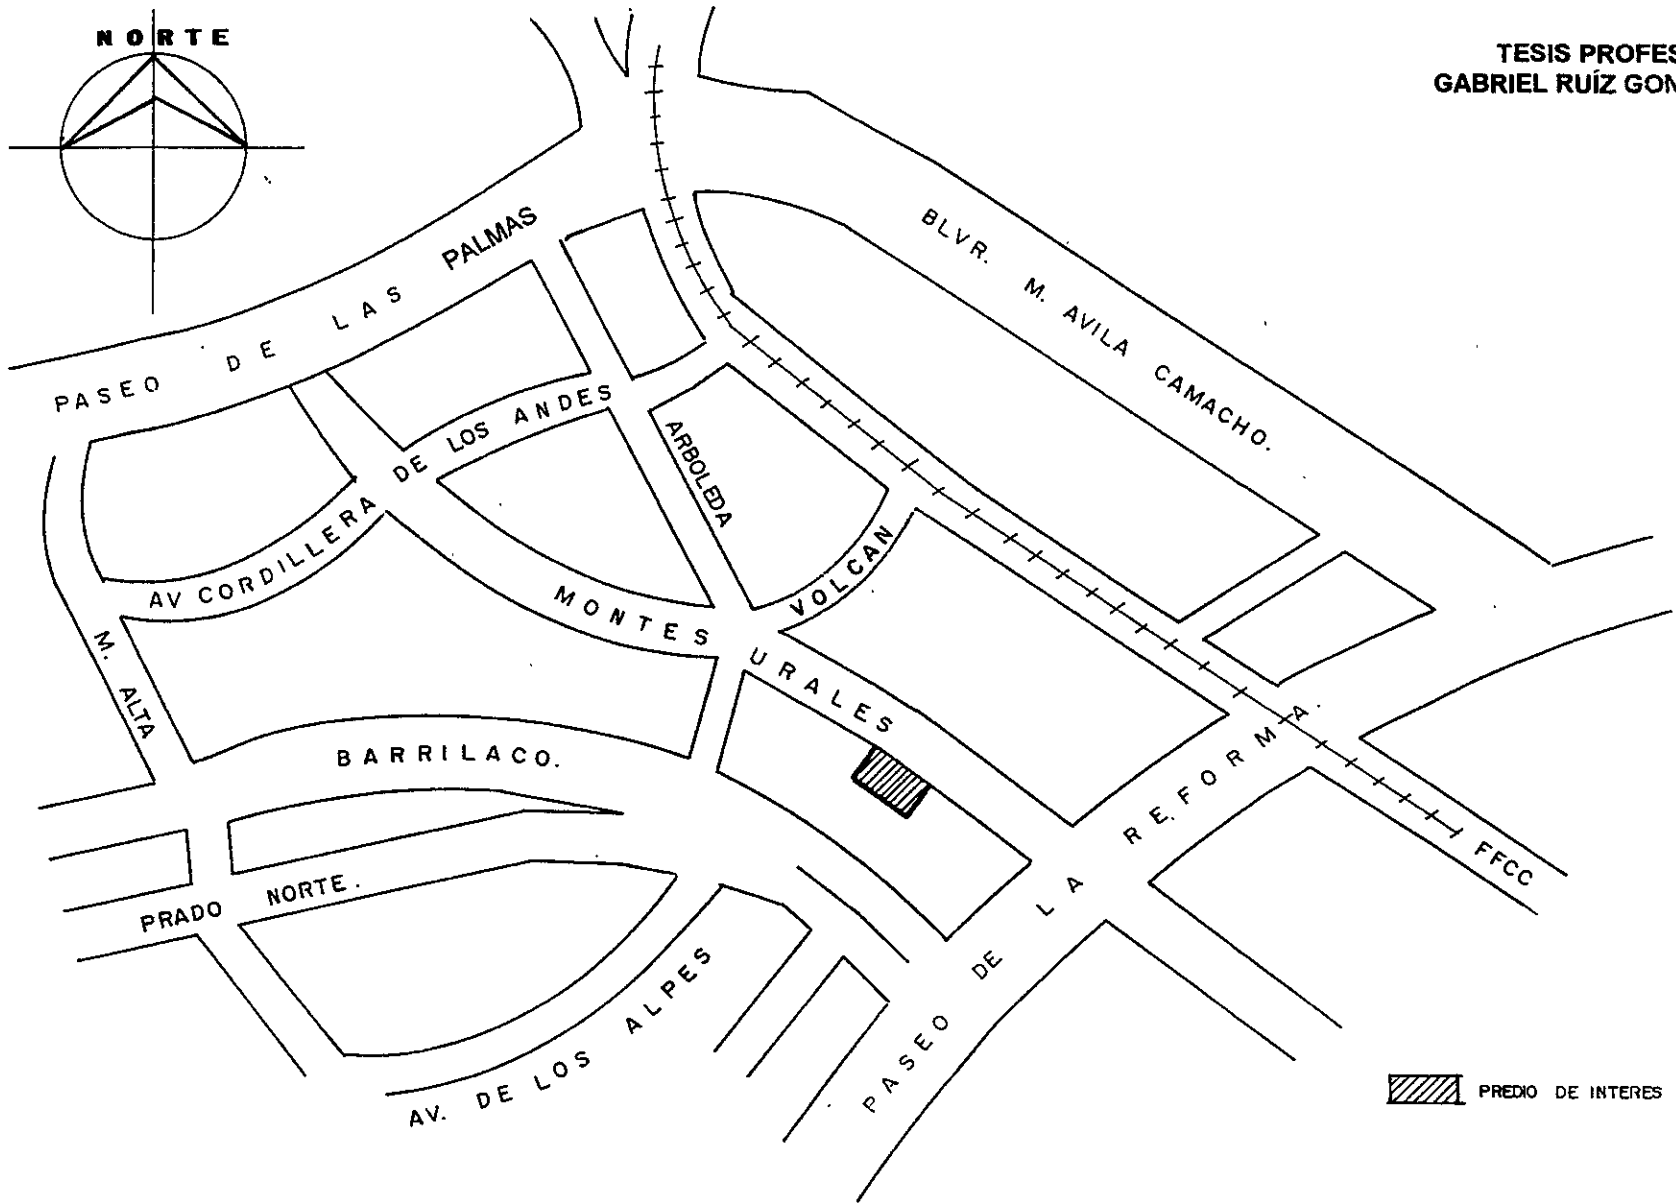 NORTE
TESIS PROFES
GABRIEL RUÍZ GON
PASEO DE LAS PALMAS
BLVR. M. AVILA CAMACHO.
AV CORDILLERA DE LOS ANDES
ARBOLEDA
VOLCAN
MONTES URALES
M. ALTA
BARRILACO.
PRADO NORTE.
AV. DE LOS ALPES
PASEO DE LA REFORMA.
FFCC
PREDIO DE INTERES